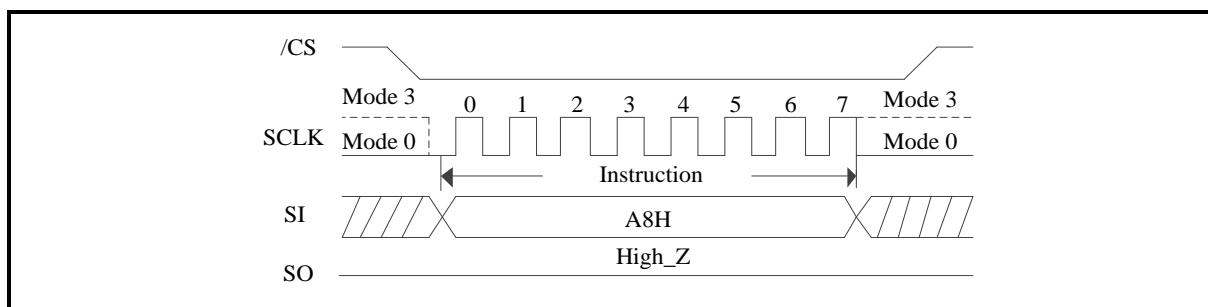 /CS
Mode 3 0 1 2 3 4 5 6 7 Mode 3
SCLK Mode 0 Mode 0
Instruction
SI A8H
High_Z
SO